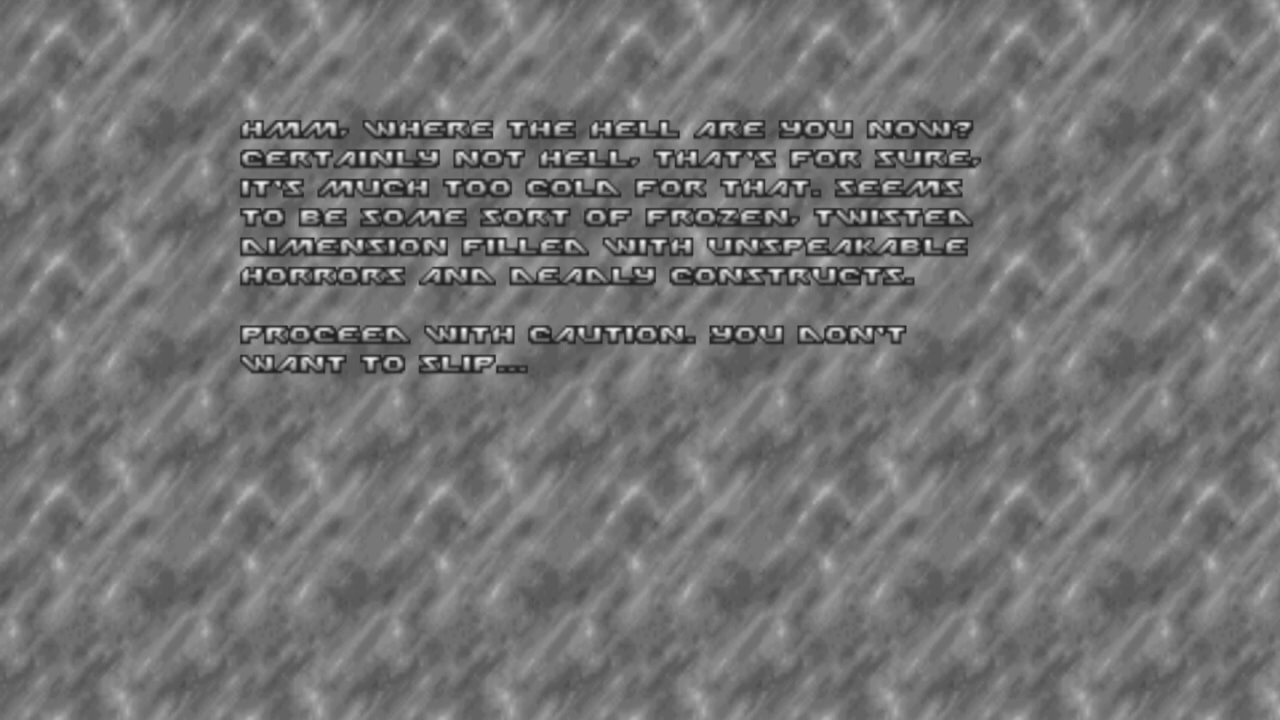 HMM, WHERE THE HELL ARE YOU NOW?
CERTAINLY NOT HELL, THAT'S FOR SURE,
IT'S MUCH TOO COLD FOR THAT. SEEMS
TO BE SOME SORT OF FROZEN, TWISTED
DIMENSION FILLED WITH UNSPEAKABLE
HORRORS AND DEADLY CONSTRUCTS.

PROCEED WITH CAUTION. YOU DON'T
WANT TO SLIP...